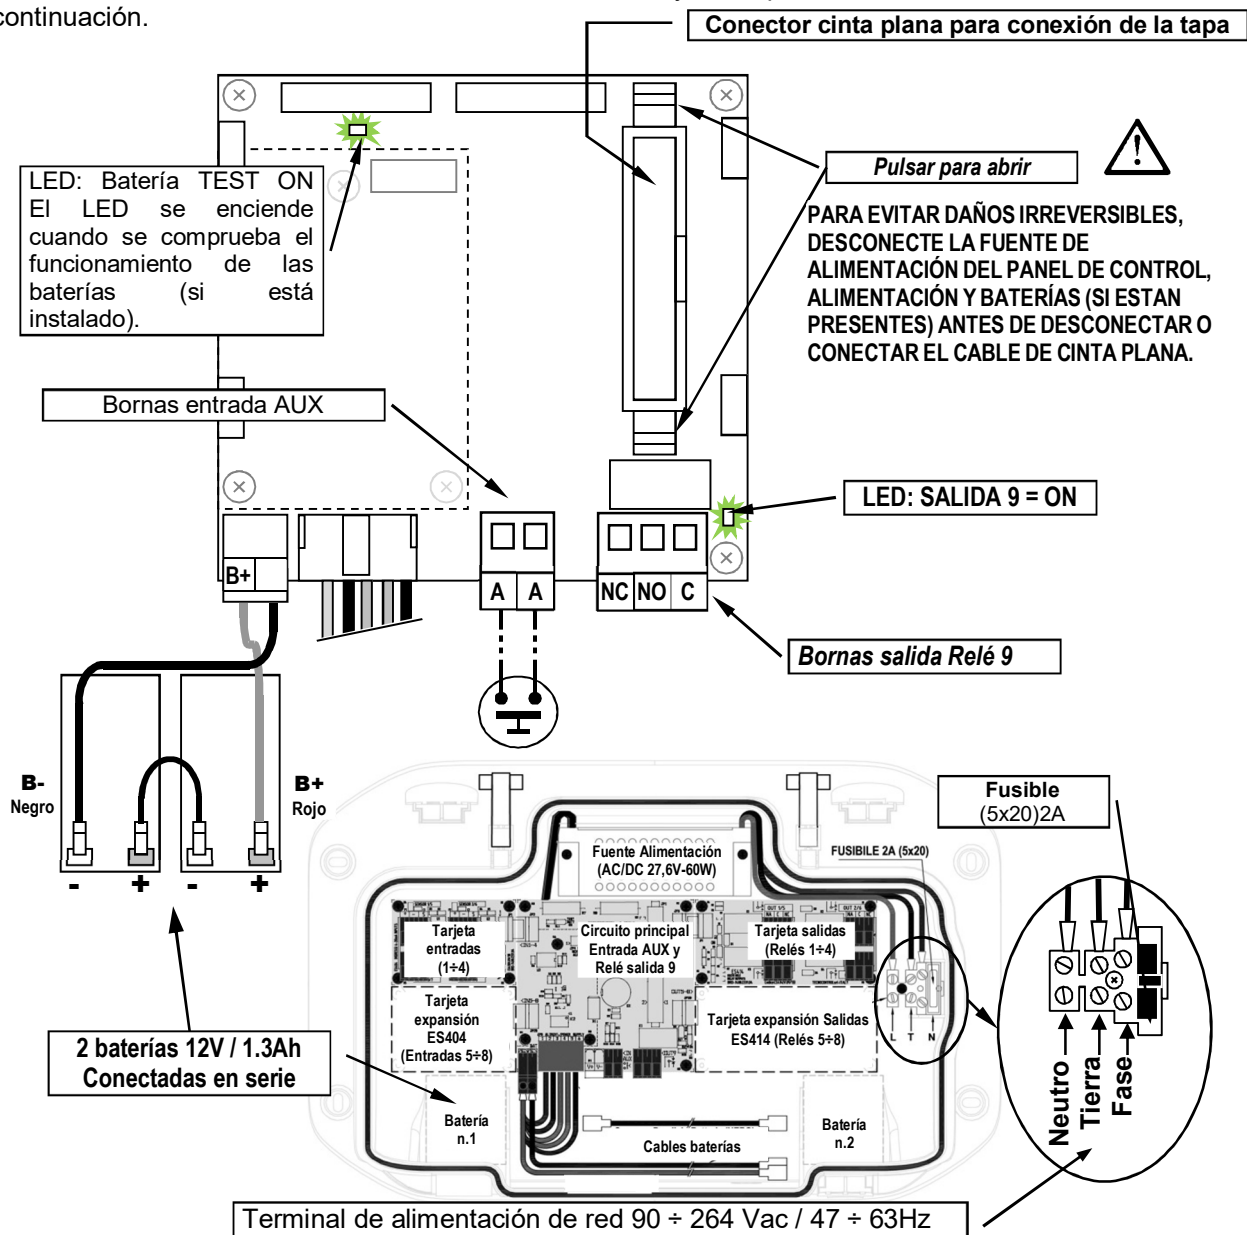 continuación.
Conector cinta plana para conexión de la tapa
Pulsar para abrir
LED: Batería TEST ON
El LED se enciende
cuando se comprueba el
funcionamiento de las
baterías (si está
instalado).
PARA EVITAR DAÑOS IRREVERSIBLES,
DESCONECTE LA FUENTE DE
ALIMENTACIÓN DEL PANEL DE CONTROL,
ALIMENTACIÓN Y BATERÍAS (SI ESTAN
PRESENTES) ANTES DE DESCONECTAR O
CONECTAR EL CABLE DE CINTA PLANA.
Bornas entrada AUX
LED: SALIDA 9 = ON
B+
A A
NC NO C
Bornas salida Relé 9
B-
Negro
B+
Rojo
- + - +
Fusible
(5x20)2A
Fuente Alimentación
(AC/DC 27,6V-60W)
FUSIBILE 2A (5x20)
Tarjeta
entradas
(1÷4)
Circuito principal
Entrada AUX y
Relé salida 9
Tarjeta salidas
(Relés 1÷4)
OUT 1/5
OUT 2/6
Tarjeta
expansión
ES404
(Entradas 5÷8)
Tarjeta expansión Salidas
ES414 (Relés 5÷8)
L T N
2 baterías 12V / 1.3Ah
Conectadas en serie
Batería
n.1
Cables baterías
Batería
n.2
Neutro
Tierra
Fase
Terminal de alimentación de red 90 ÷ 264 Vac / 47 ÷ 63Hz